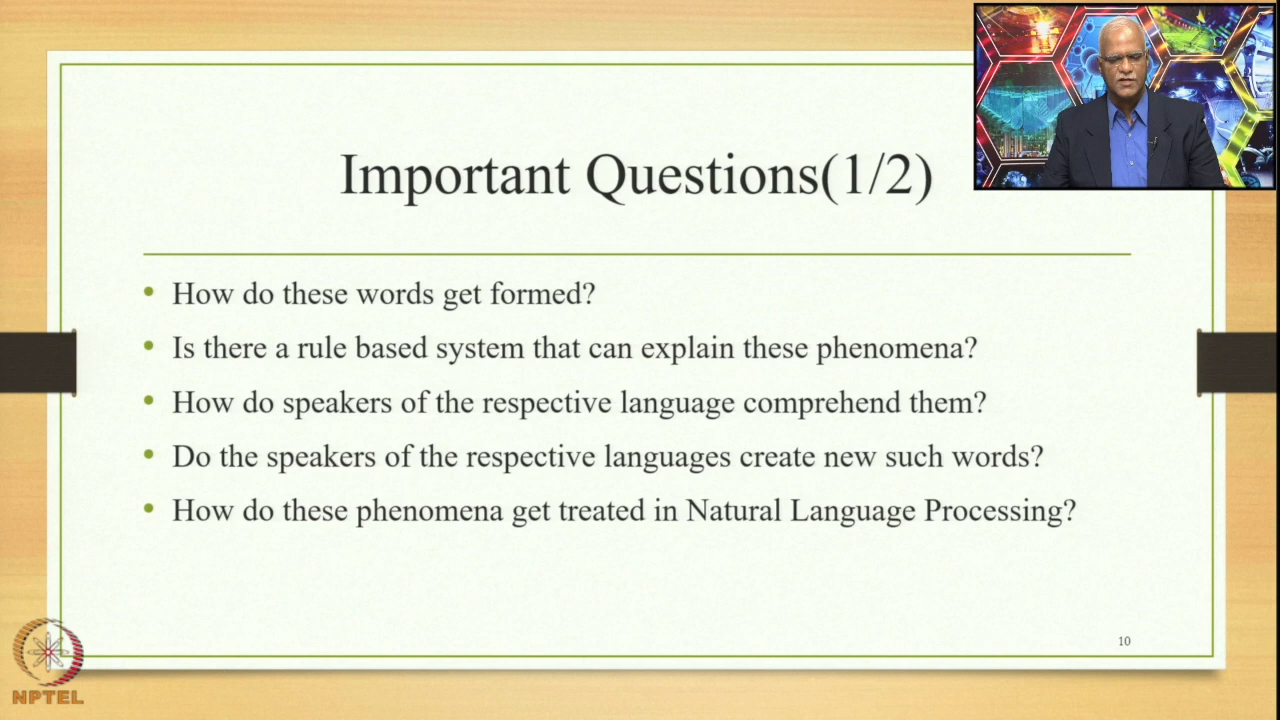 Important Questions(1/2)
How do these words get formed?
Is there a rule based system that can explain these phenomena?
How do speakers of the respective language comprehend them?
Do the speakers of the respective languages create new such words?
How do these phenomena get treated in Natural Language Processing?
10
NPTEL